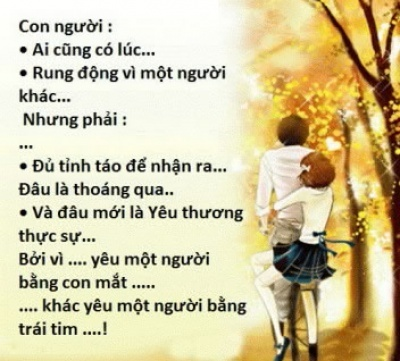 Con người :
• Ai cũng có lúc...
• Rung động vì một người
khác...
Nhưng phải :
...
• Đủ tỉnh táo để nhận ra...
Đâu là thoáng qua..
• Và đâu mới là Yêu thương
thực sự...
Bởi vì .... yêu một người
bằng con mắt .....
.... khác yêu một người bằng
trái tim ....!